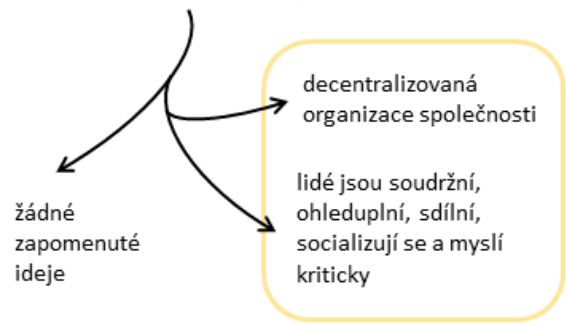 decentralizovaná
organizace společnosti
lidé jsou soudržní,
ohleduplní, sdílní,
socializují se a myslí
kriticky
žádné
zapomenuté
ideje